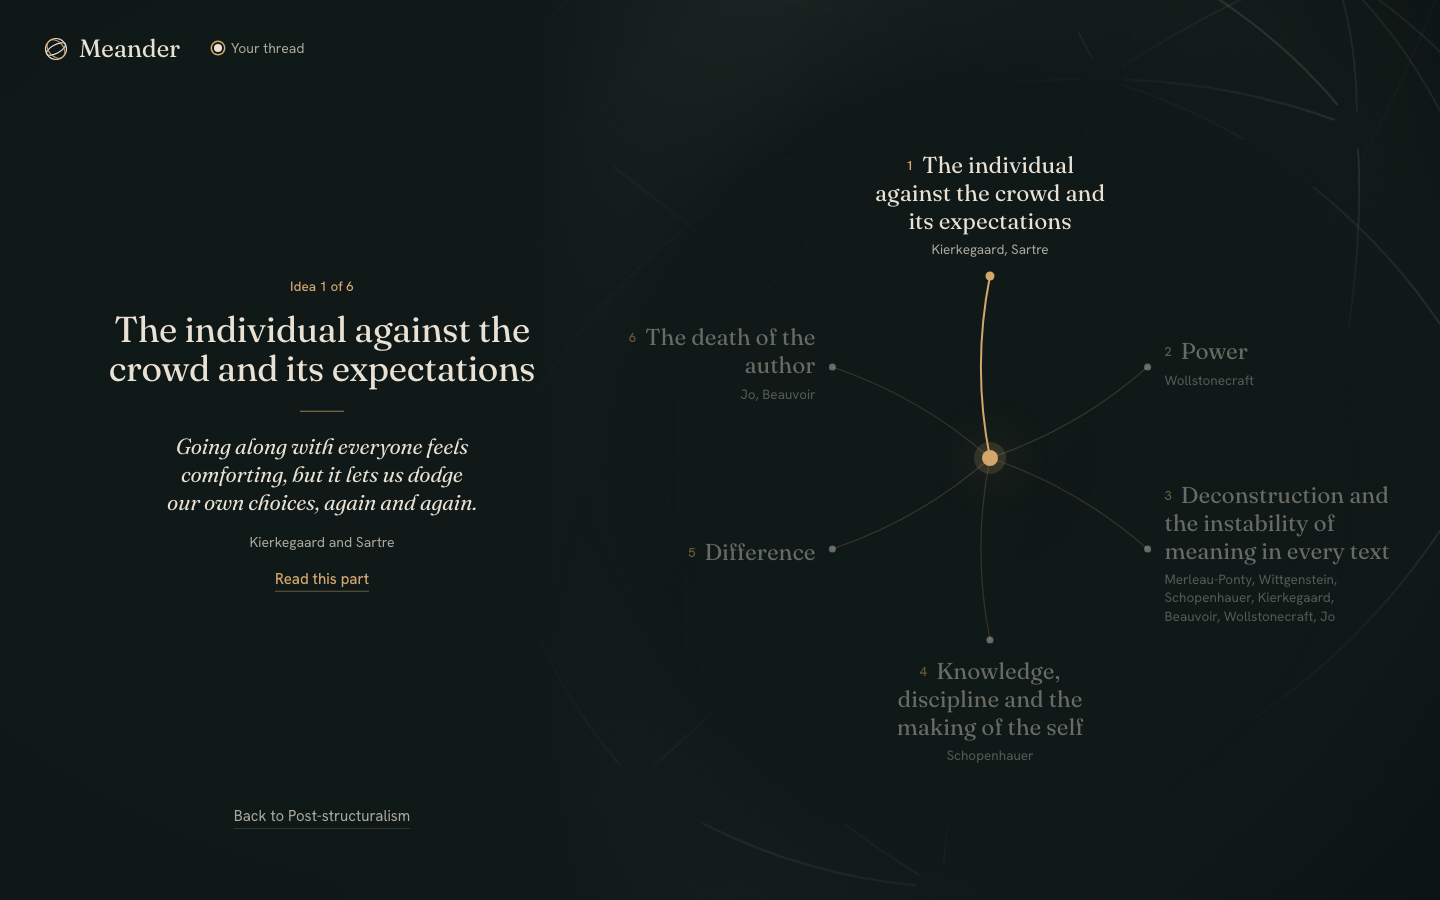 Meander
Your thread
Idea 1 of 6
The individual against the
crowd and its expectations
Going along with everyone feels
comforting, but it lets us dodge
our own choices, again and again.
Kierkegaard and Sartre
Read this part
Back to Post-structuralism
1 The individual
against the crowd and
its expectations
Kierkegaard, Sartre
2 Power
Wollstonecraft
3 Deconstruction and
the instability of
meaning in every text
Merleau-Ponty, Wittgenstein,
Schopenhauer, Kierkegaard,
Beauvoir, Wollstonecraft, Jo
4 Knowledge,
discipline and the
making of the self
Schopenhauer
5 Difference
6 The death of the
author
Jo, Beauvoir